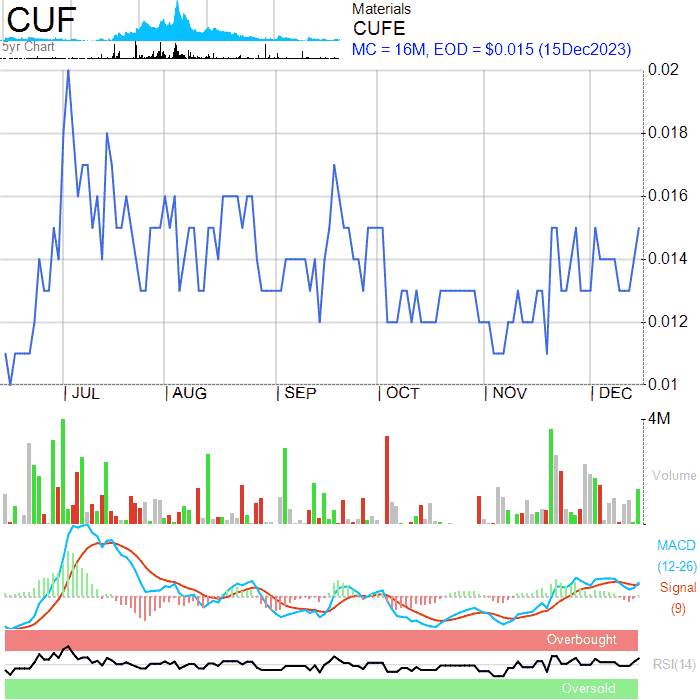 CUF
Materials
CUFE
MC = 16M, EOD = $0.015 (15Dec2023)
5yr Chart
0.02
0.018
0.016
0.014
0.012
0.01
JUL
AUG
SEP
OCT
NOV
DEC
4M
Volume
MACD
(12-26)
Signal
(9)
Overbought
RSI(14)
Oversold